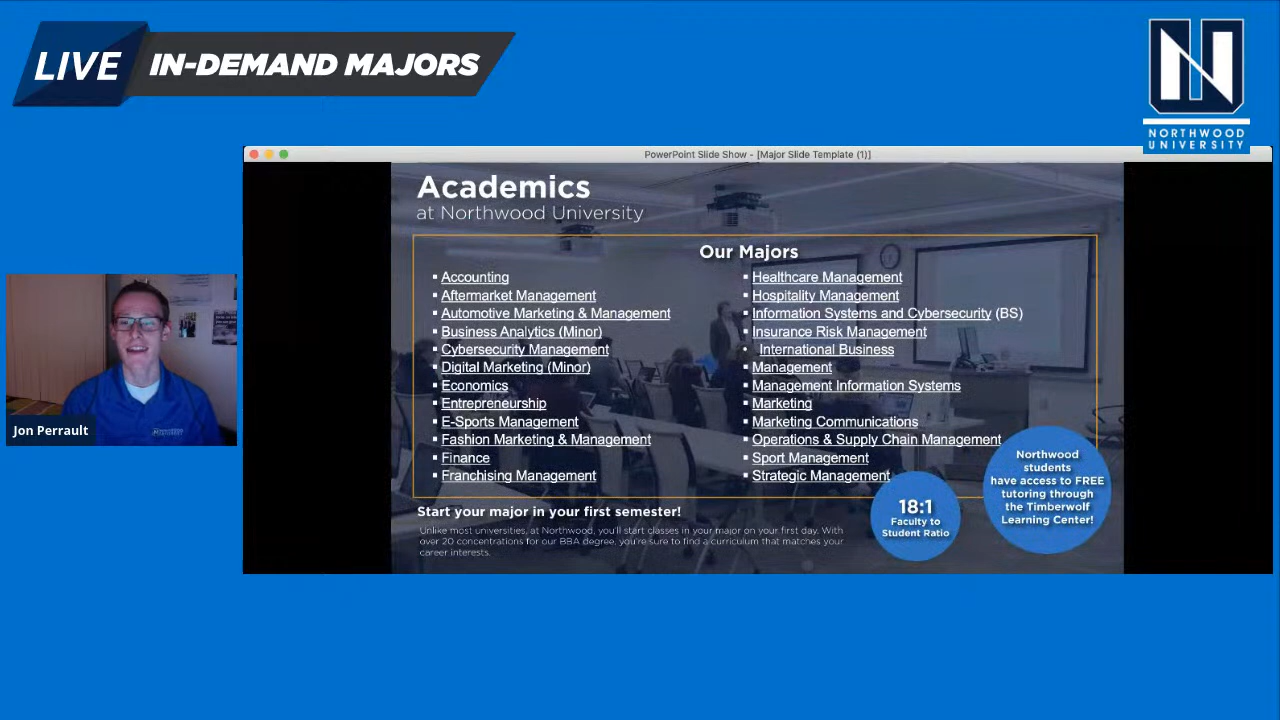 LIVE IN-DEMAND MAJORS
NORTHWOOD
UNIVERSITY
PowerPoint Slide Show - [Major Slide Template (1)]
Academics
at Northwood University
Our Majors
▪ Accounting
▪ Aftermarket Management
▪ Automotive Marketing & Management
▪ Business Analytics (Minor)
▪ Cybersecurity Management
▪ Digital Marketing (Minor)
▪ Economics
▪ Entrepreneurship
▪ E-Sports Management
▪ Fashion Marketing & Management
▪ Finance
▪ Franchising Management
▪ Healthcare Management
▪ Hospitality Management
▪ Information Systems and Cybersecurity (BS)
▪ Insurance Risk Management
• International Business
▪ Management
▪ Management Information Systems
▪ Marketing
▪ Marketing Communications
▪ Operations & Supply Chain Management
▪ Sport Management
▪ Strategic Management
Start your major in your first semester!
Unlike most universities, at Northwood, you'll start classes in your major on your first day. With
over 20 concentrations for our BBA degree, you're sure to find a curriculum that matches your
career interests.
18:1
Faculty to
Student Ratio
Northwood
students
have access to FREE
tutoring through
the Timberwolf
Learning Center!
Jon Perrault